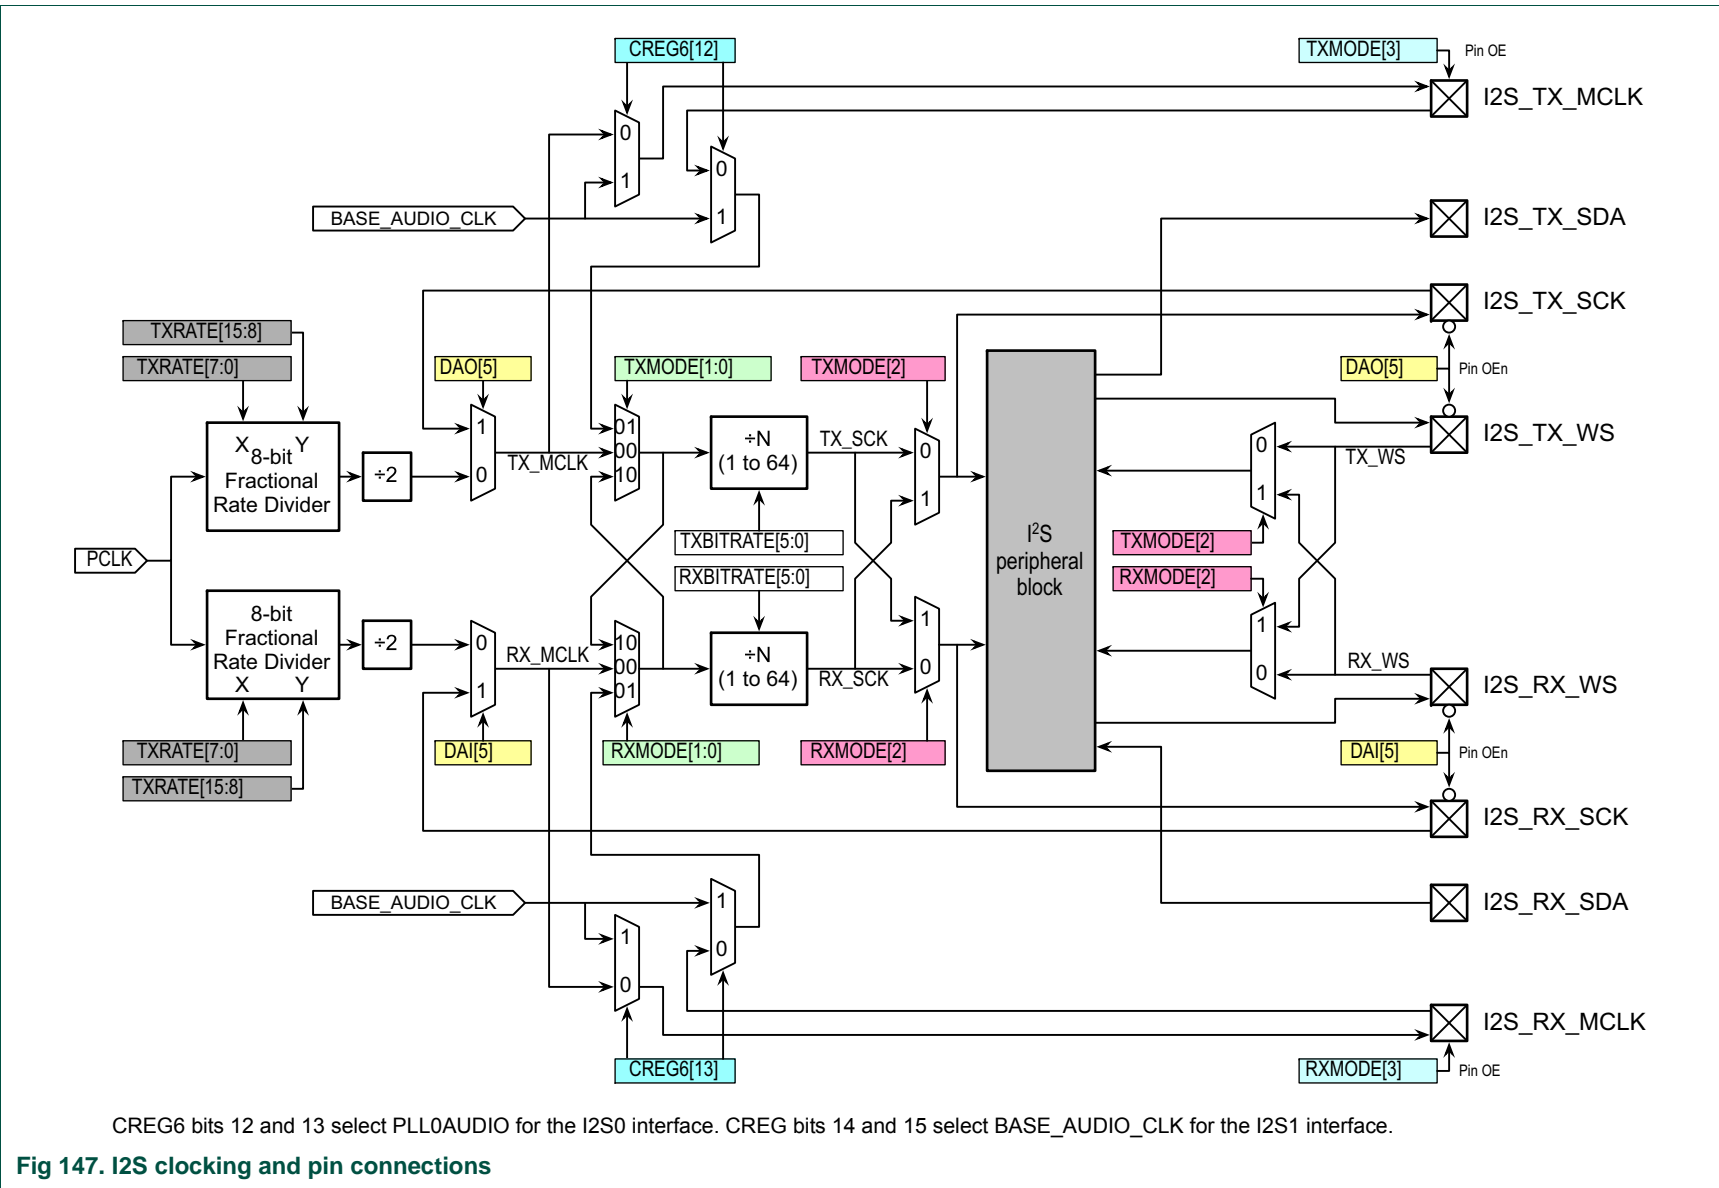 CREG6[12]
TXMODE[3]
Pin OE
I2S_TX_MCLK
0
1
0
1
BASE_AUDIO_CLK
I2S_TX_SDA
I2S_TX_SCK
TXRATE[15:8]
TXRATE[7:0]
DAO[5]
TXMODE[1:0]
TXMODE[2]
DAO[5]
Pin OEn
X Y
8-bit
Fractional
Rate Divider
÷2
1
0
TX_MCLK
01
00
10
÷N
(1 to 64)
TX_SCK
0
1
0
1
TX_WS
I2S_TX_WS
TXBITRATE[5:0]
RXBITRATE[5:0]
I2S
peripheral
block
TXMODE[2]
RXMODE[2]
PCLK
8-bit
Fractional
Rate Divider
X Y
÷2
0
1
RX_MCLK
10
00
01
÷N
(1 to 64)
RX_SCK
1
0
1
0
RX_WS
I2S_RX_WS
TXRATE[7:0]
TXRATE[15:8]
DAI[5]
RXMODE[1:0]
RXMODE[2]
DAI[5]
Pin OEn
I2S_RX_SCK
BASE_AUDIO_CLK
1
0
1
0
I2S_RX_SDA
I2S_RX_MCLK
CREG6[13]
RXMODE[3]
Pin OE
CREG6 bits 12 and 13 select PLL0AUDIO for the I2S0 interface. CREG bits 14 and 15 select BASE_AUDIO_CLK for the I2S1 interface.
Fig 147. I2S clocking and pin connections